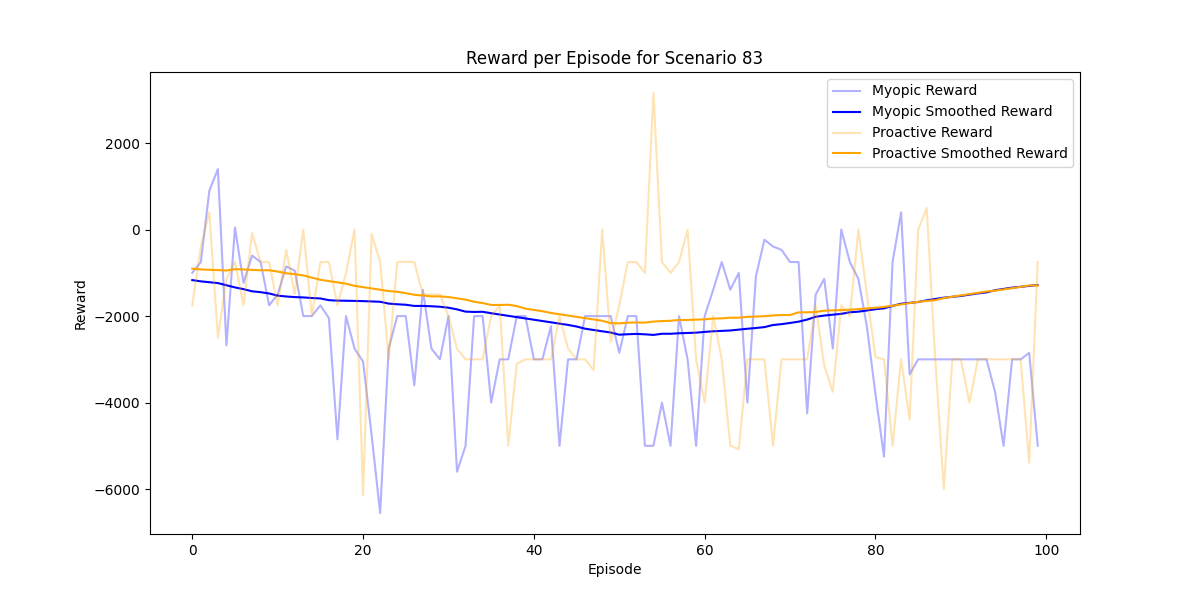 Reward per Episode for Scenario 83
Myopic Reward
Myopic Smoothed Reward
Proactive Reward
Proactive Smoothed Reward
Reward
2000
0
−2000
−4000
−6000
0 20 40 60 80 100
Episode